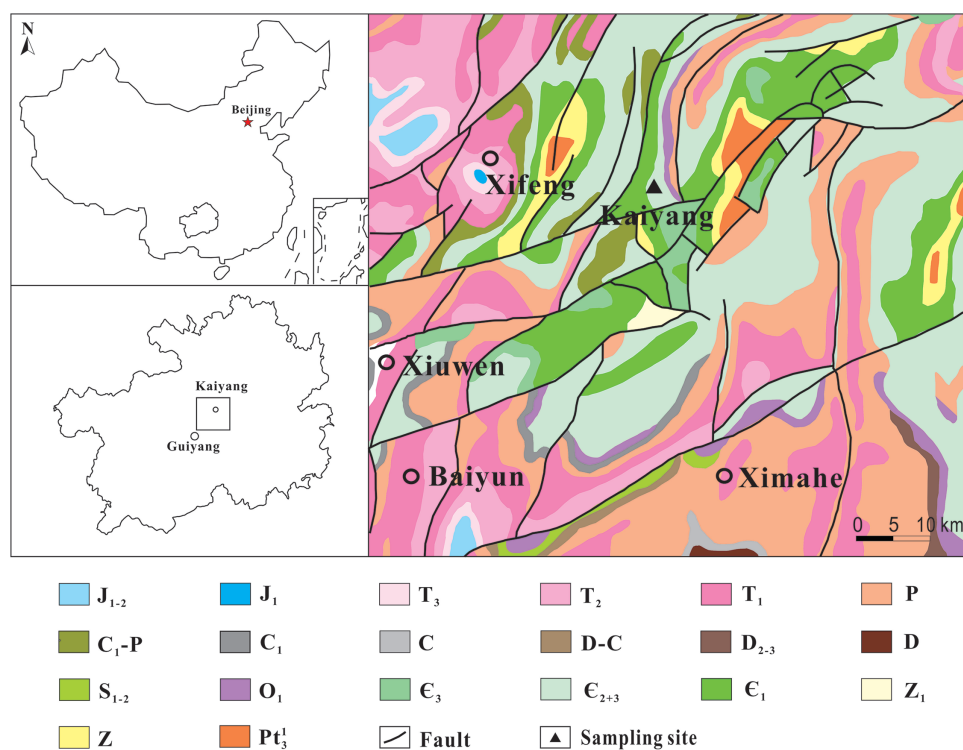 N
Beijing
Kaiyang
Guiyang
Xifeng
Kaiyang
Xiuwen
Baiyun
Ximahe
0 5 10 km
J₁₋₂ J₁ T₃ T₂ T₁ P
C₁-P C₁ C D-C D₂₋₃ D
S₁₋₂ O₁ Є₃ Є₂₊₃ Є₁ Z₁
Z Pt₃¹ Fault Sampling site